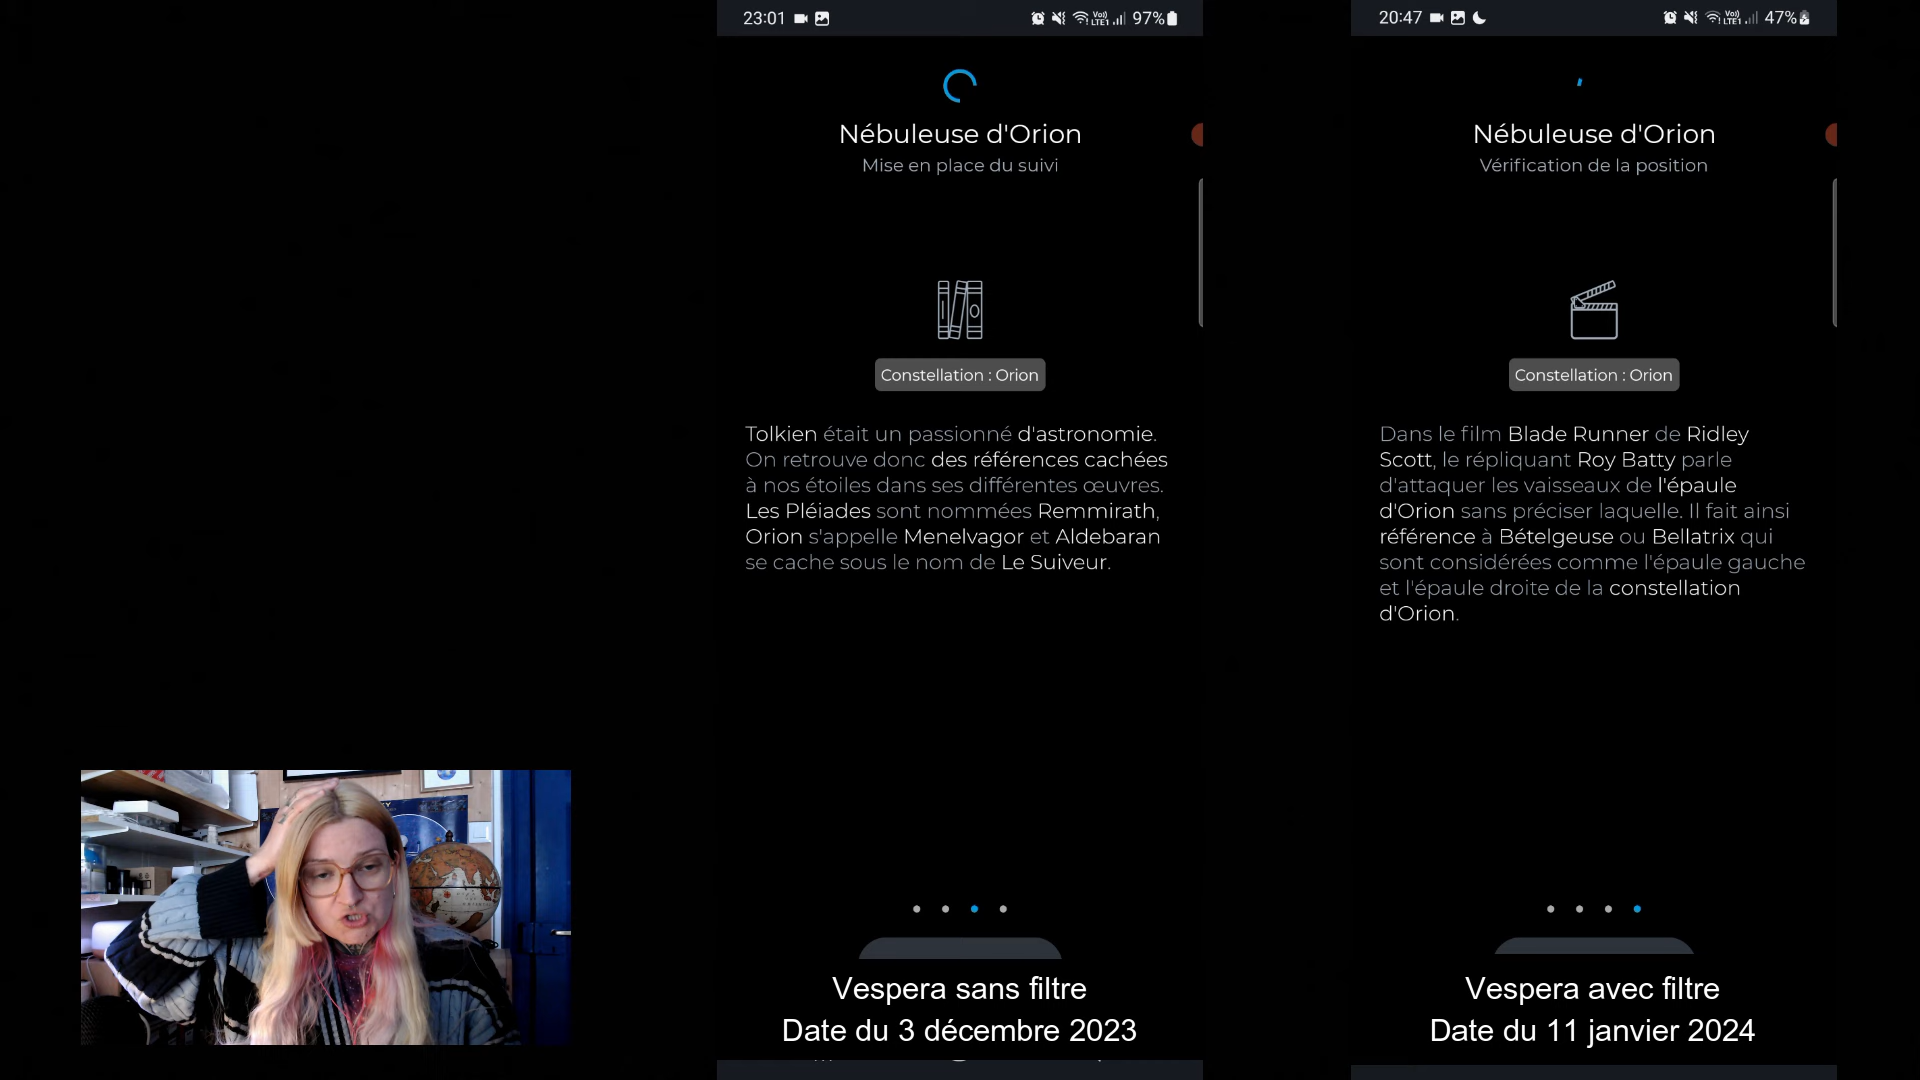 23:01
97%
Nébuleuse d'Orion
Mise en place du suivi
Constellation : Orion
Tolkien était un passionné d'astronomie.
On retrouve donc des références cachées
à nos étoiles dans ses différentes œuvres.
Les Pléiades sont nommées Remmirath,
Orion s'appelle Menelvagor et Aldebaran
se cache sous le nom de Le Suiveur.
Vespera sans filtre
Date du 3 décembre 2023
20:47
47%
Nébuleuse d'Orion
Vérification de la position
Constellation : Orion
Dans le film Blade Runner de Ridley
Scott, le répliquant Roy Batty parle
d'attaquer les vaisseaux de l'épaule
d'Orion sans préciser laquelle. Il fait ainsi
référence à Bételgeuse ou Bellatrix qui
sont considérées comme l'épaule gauche
et l'épaule droite de la constellation
d'Orion.
Vespera avec filtre
Date du 11 janvier 2024